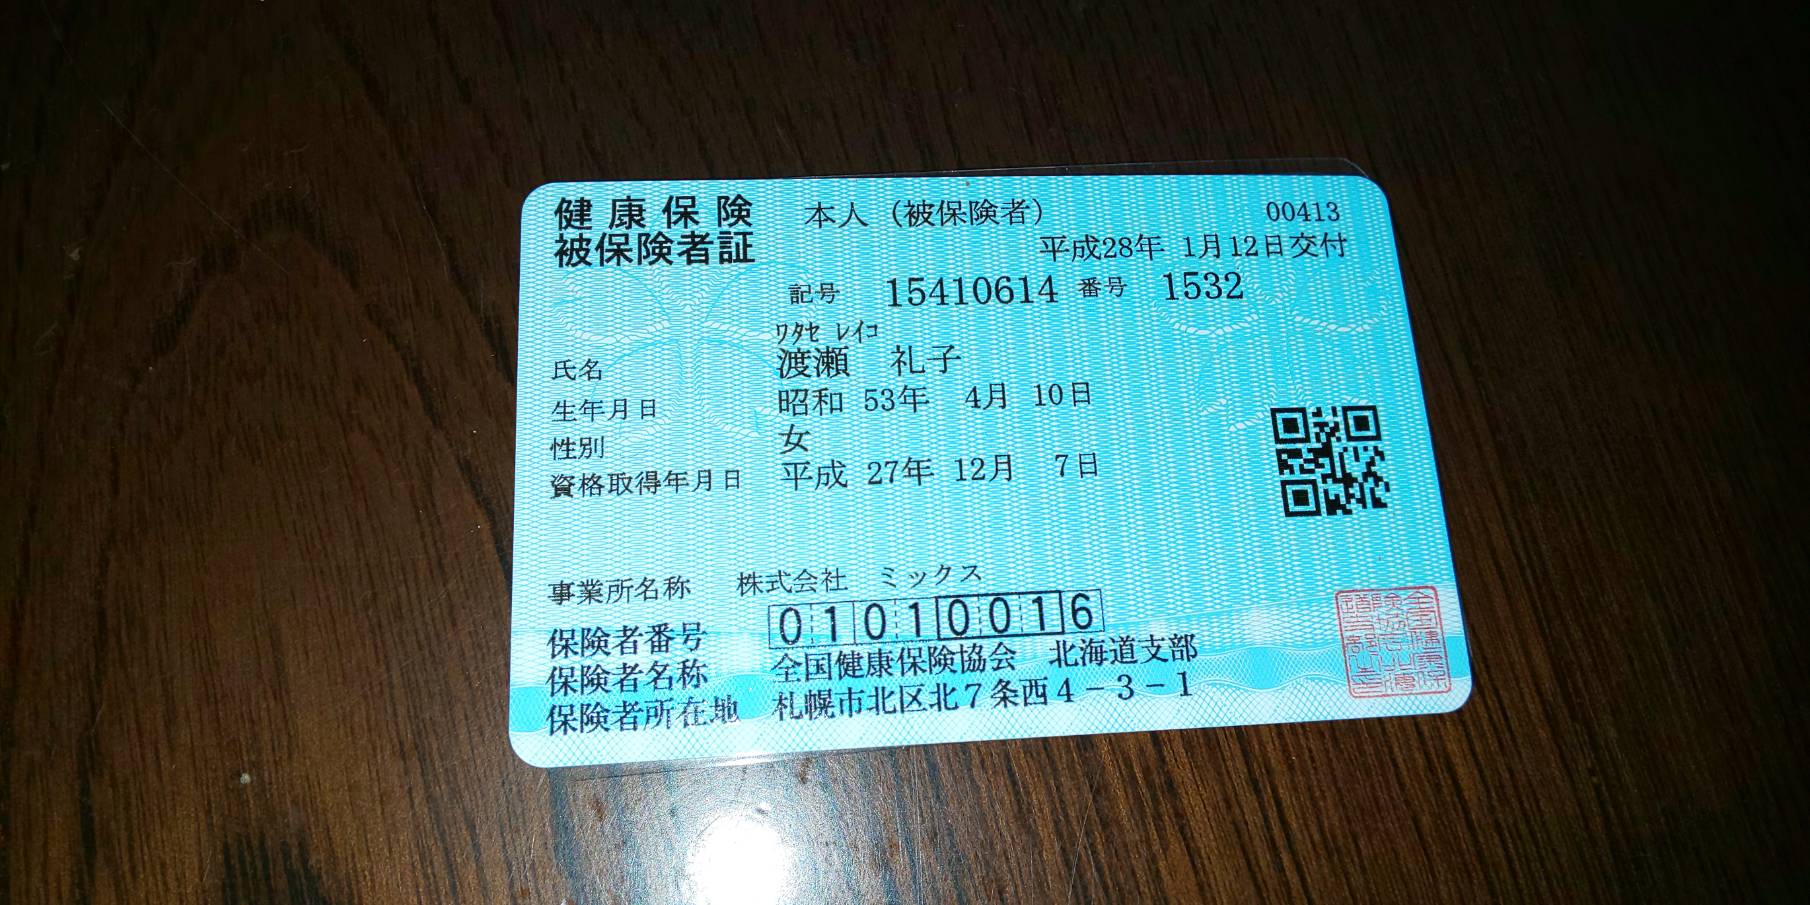 健康保険 本人（被保険者） 00413
被保険者証 平成28年 1月12日交付
記号 15410614 番号 1532
ﾜﾀｾ ﾚｲｺ
氏名 渡瀬 礼子
生年月日 昭和 53年 4月 10日
性別 女
資格取得年月日 平成 27年 12月 7日
事業所名称 株式会社 ミックス
保険者番号 01010016
保険者名称 全国健康保険協会 北海道支部
保険者所在地 札幌市北区北７条西４－３－１